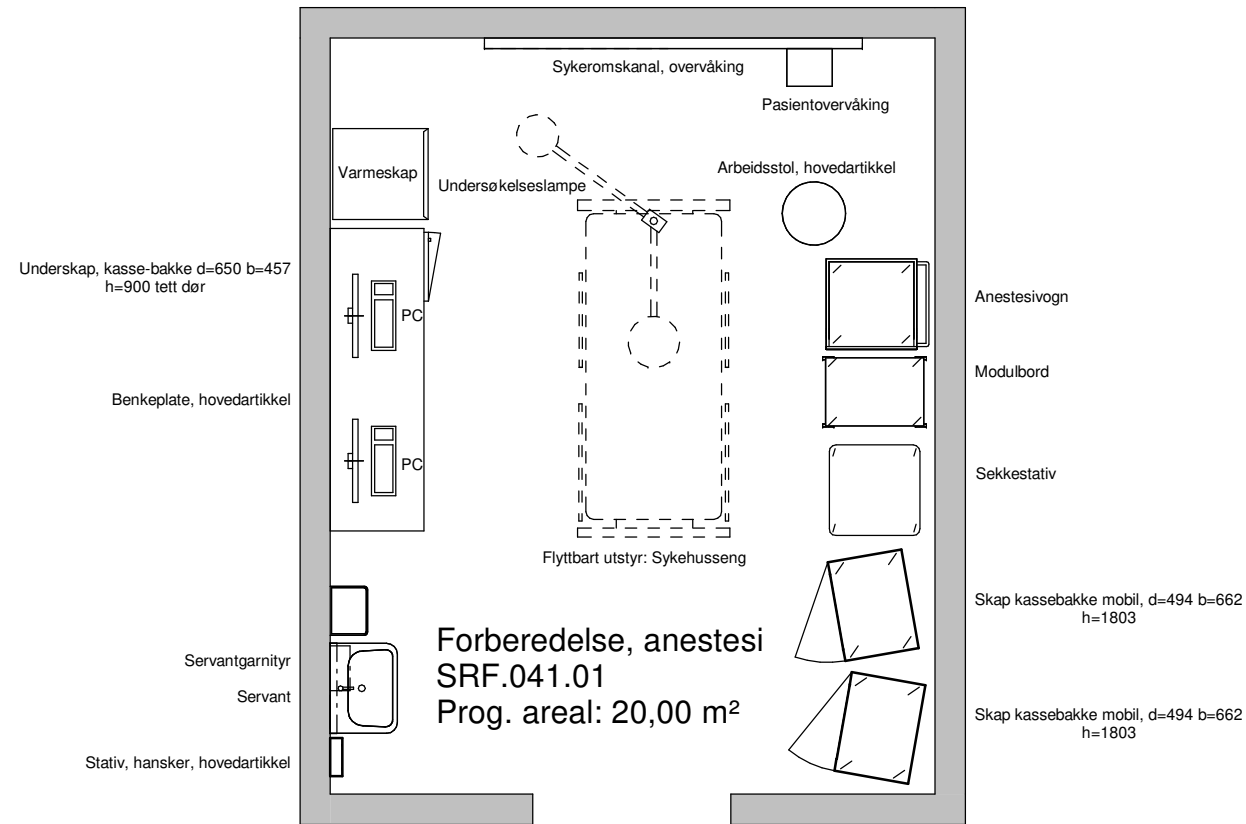 Sykeromskanal, overvåking
Pasientovervåking
Varmeskap
Arbeidsstol, hovedartikkel
Undersøkelseslampe
Underskap, kasse-bakke d=650 b=457
h=900 tett dør
PC
Anestesivogn
Modulbord
Benkeplate, hovedartikkel
PC
Sekkestativ
Flyttbart utstyr: Sykehusseng
Skap kassebakke mobil, d=494 b=662
h=1803
Forberedelse, anestesi
SRF.041.01
Prog. areal: 20,00 m²
Servantgarnityr
Servant
Skap kassebakke mobil, d=494 b=662
h=1803
Stativ, hansker, hovedartikkel